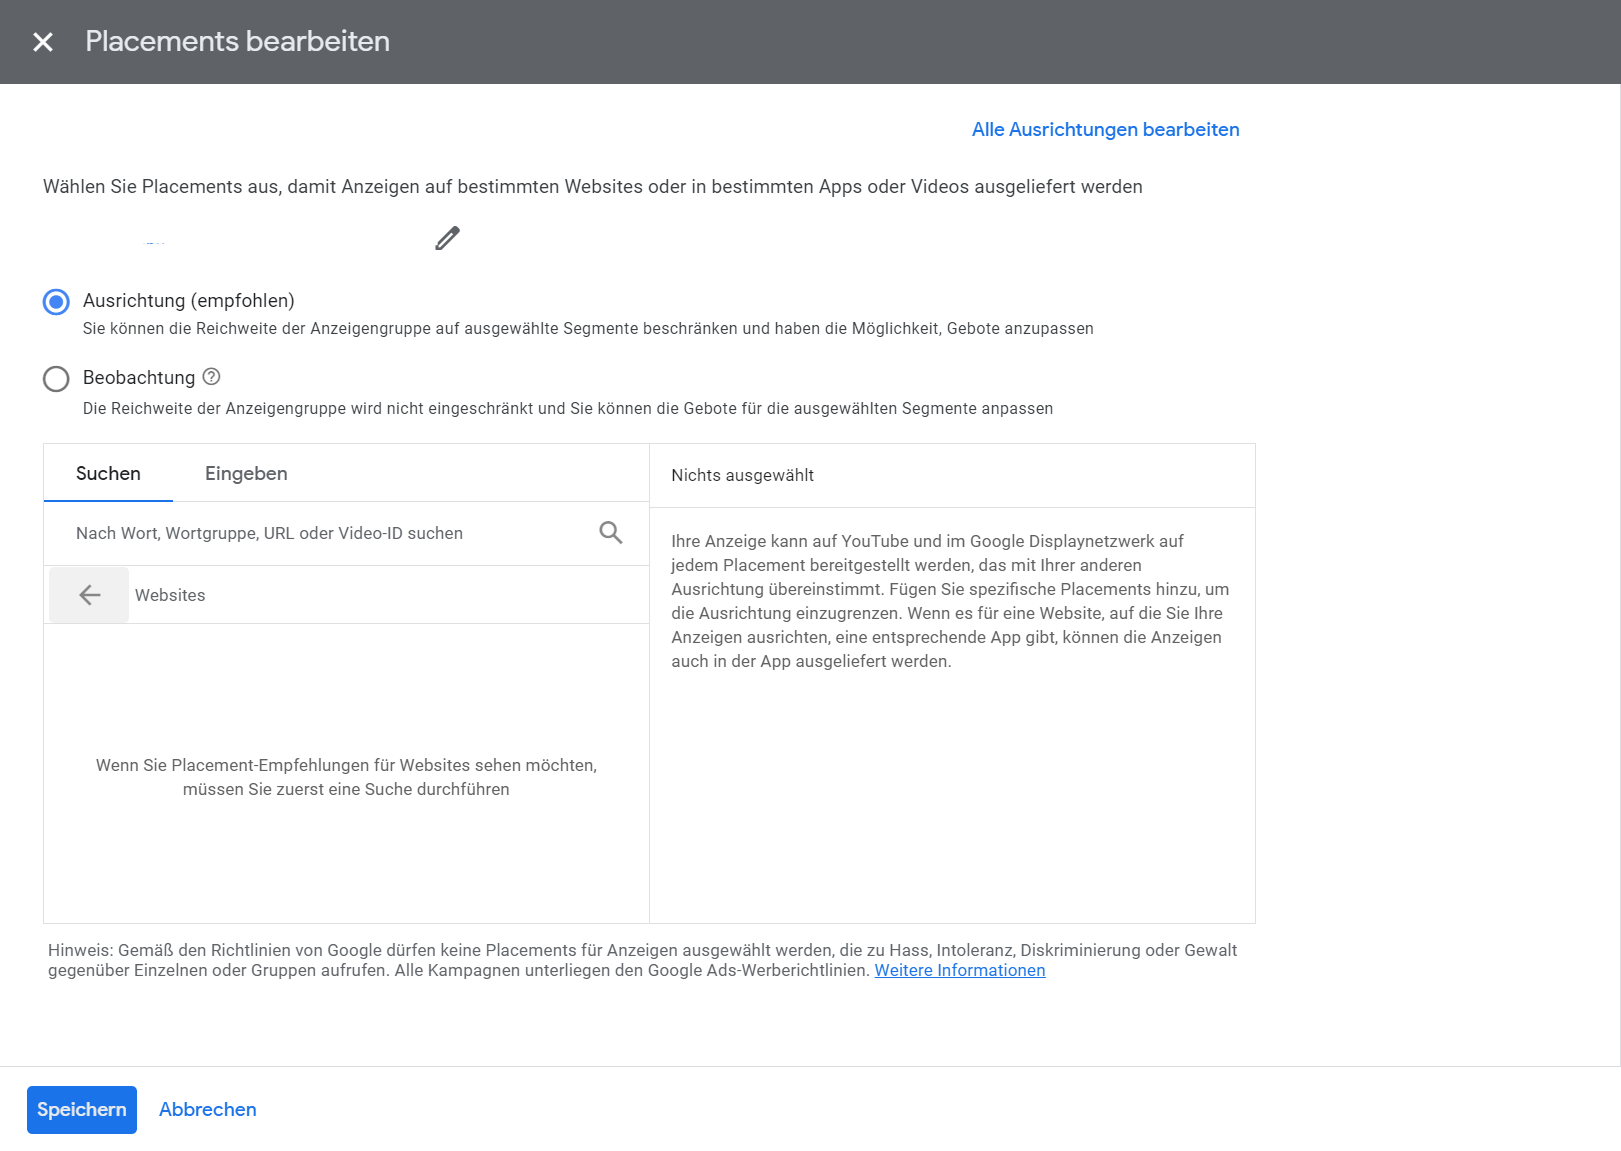 Placements bearbeiten
Alle Ausrichtungen bearbeiten
Wählen Sie Placements aus, damit Anzeigen auf bestimmten Websites oder in bestimmten Apps oder Videos ausgeliefert werden
Ausrichtung (empfohlen)
Sie können die Reichweite der Anzeigengruppe auf ausgewählte Segmente beschränken und haben die Möglichkeit, Gebote anzupassen
Beobachtung
Die Reichweite der Anzeigengruppe wird nicht eingeschränkt und Sie können die Gebote für die ausgewählten Segmente anpassen
Suchen
Eingeben
Nach Wort, Wortgruppe, URL oder Video-ID suchen
Websites
Wenn Sie Placement-Empfehlungen für Websites sehen möchten,
müssen Sie zuerst eine Suche durchführen
Nichts ausgewählt
Ihre Anzeige kann auf YouTube und im Google Displaynetzwerk auf
jedem Placement bereitgestellt werden, das mit Ihrer anderen
Ausrichtung übereinstimmt. Fügen Sie spezifische Placements hinzu, um
die Ausrichtung einzugrenzen. Wenn es für eine Website, auf die Sie Ihre
Anzeigen ausrichten, eine entsprechende App gibt, können die Anzeigen
auch in der App ausgeliefert werden.
Hinweis: Gemäß den Richtlinien von Google dürfen keine Placements für Anzeigen ausgewählt werden, die zu Hass, Intoleranz, Diskriminierung oder Gewalt
gegenüber Einzelnen oder Gruppen aufrufen. Alle Kampagnen unterliegen den Google Ads-Werberichtlinien. Weitere Informationen
Speichern
Abbrechen